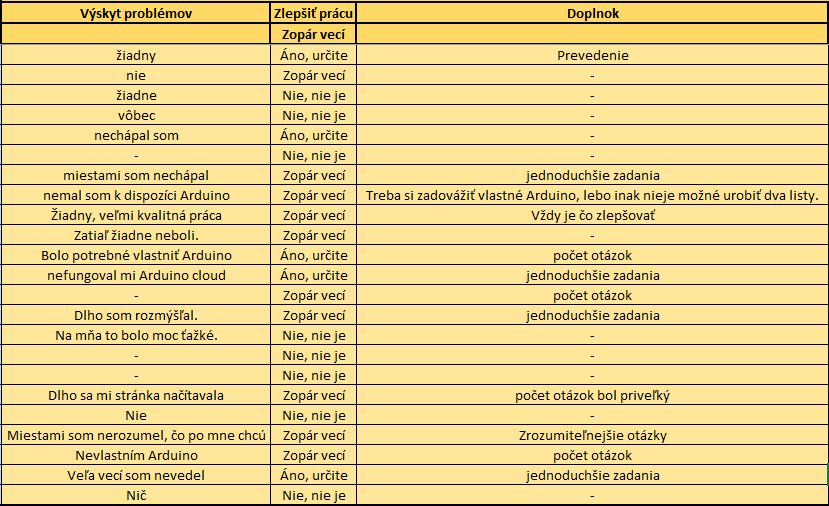 Výskyt problémov Zlepšiť prácu Doplnok
Zopár vecí
žiadny Áno, určite Prevedenie
nie Zopár vecí -
žiadne Nie, nie je -
vôbec Nie, nie je -
nechápal som Áno, určite -
- Nie, nie je -
miestami som nechápal Zopár vecí jednoduchšie zadania
nemal som k dispozíci Arduino Zopár vecí Treba si zadovážiť vlastné Arduino, lebo inak nieje možné urobiť dva listy.
Žiadny, veľmi kvalitná práca Zopár vecí Vždy je čo zlepšovať
Zatiaľ žiadne neboli. Zopár vecí -
Bolo potrebné vlastniť Arduino Áno, určite počet otázok
nefungoval mi Arduino cloud Áno, určite jednoduchšie zadania
- Zopár vecí počet otázok
Dlho som rozmýšľal. Zopár vecí jednoduchšie zadania
Na mňa to bolo moc ťažké. Nie, nie je -
- Nie, nie je -
- Nie, nie je -
Dlho sa mi stránka načítavala Zopár vecí počet otázok bol priveľký
Nie Nie, nie je -
Miestami som nerozumel, čo po mne chcú Zopár vecí Zrozumiteľnejšie otázky
Nevlastním Arduino Zopár vecí počet otázok
Veľa vecí som nevedel Áno, určite jednoduchšie zadania
Nič Nie, nie je -